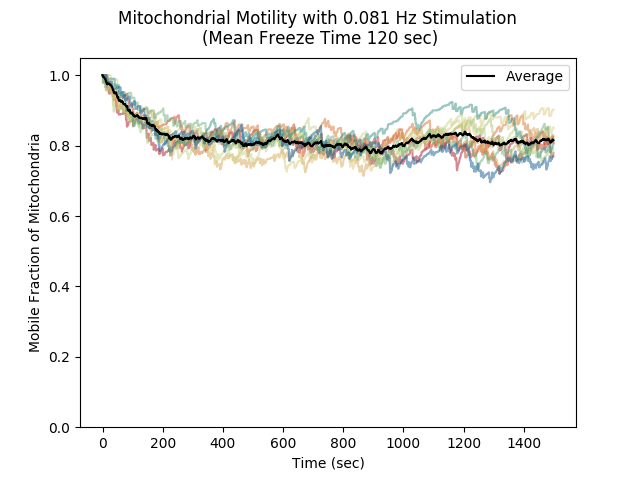 Mitochondrial Motility with 0.081 Hz Stimulation
(Mean Freeze Time 120 sec)
Average
Mobile Fraction of Mitochondria
1.0
0.8
0.6
0.4
0.2
0.0
0 200 400 600 800 1000 1200 1400
Time (sec)